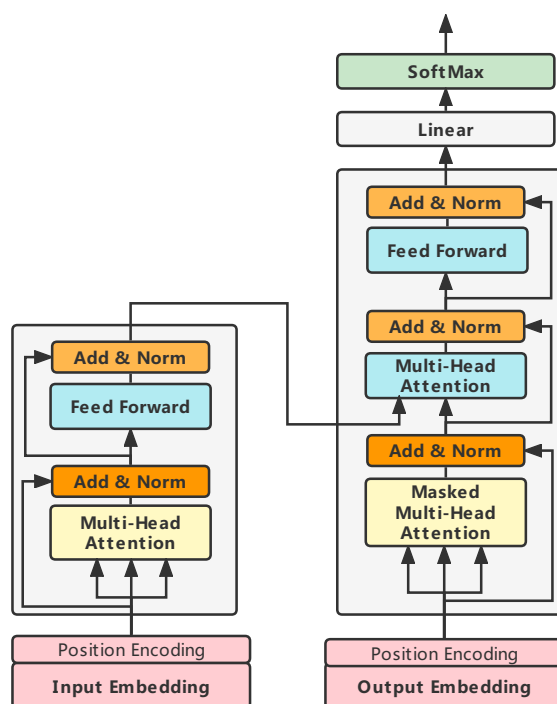 SoftMax
Linear
Add & Norm
Feed Forward
Add & Norm
Multi-Head
Attention
Add & Norm
Masked
Multi-Head
Attention
Position Encoding
Output Embedding
Add & Norm
Feed Forward
Add & Norm
Multi-Head
Attention
Position Encoding
Input Embedding